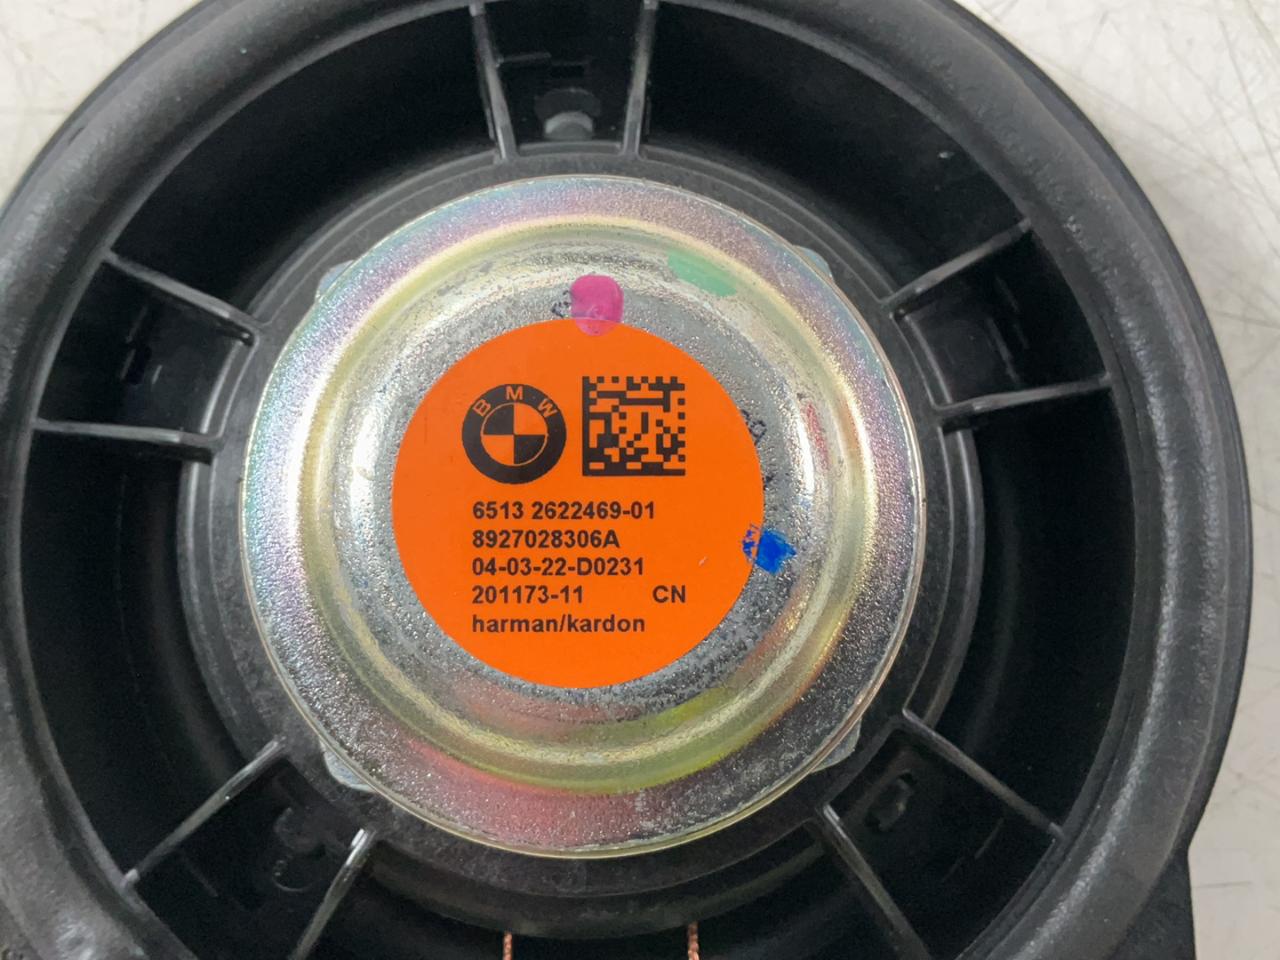 BMW
6513 2622469-01
8927028306A
04-03-22-D0231
201173-11 CN
harman/kardon